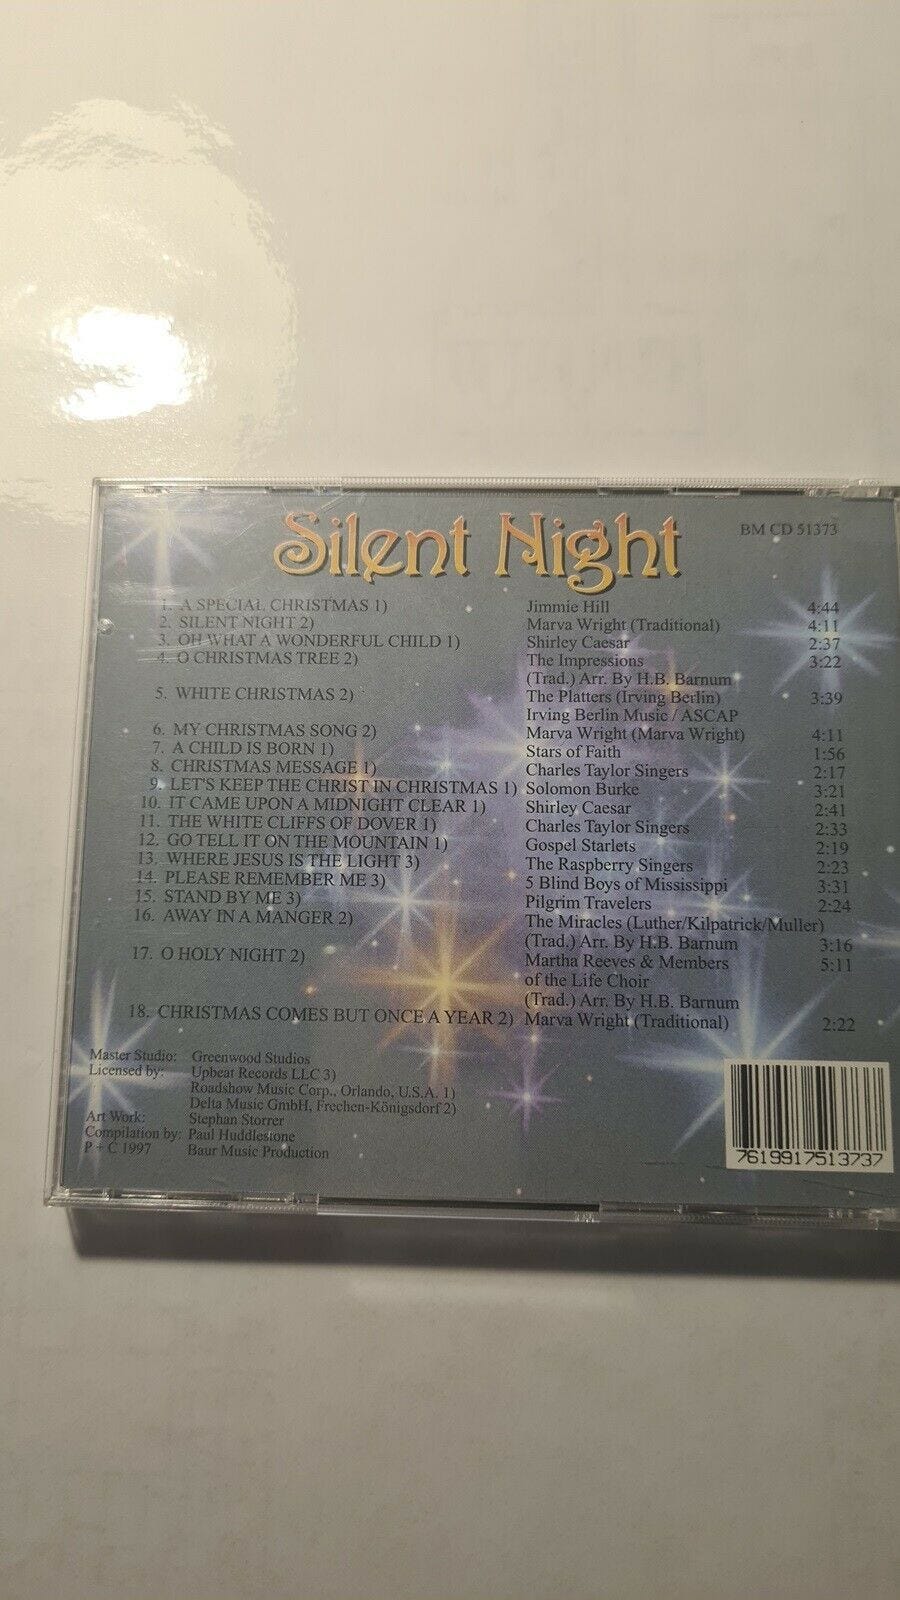 Silent Night
BM CD 51373
1. A SPECIAL CHRISTMAS 1) Jimmie Hill 4:44
2. SILENT NIGHT 2) Marva Wright (Traditional) 4:11
3. OH WHAT A WONDERFUL CHILD 1) Shirley Caesar 2:37
4. O CHRISTMAS TREE 2) The Impressions 3:22
(Trad.) Arr. By H.B. Barnum
5. WHITE CHRISTMAS 2) The Platters (Irving Berlin) 3:39
Irving Berlin Music / ASCAP
6. MY CHRISTMAS SONG 2) Marva Wright (Marva Wright) 4:11
7. A CHILD IS BORN 1) Stars of Faith 1:56
8. CHRISTMAS MESSAGE 1) Charles Taylor Singers 2:17
9. LET'S KEEP THE CHRIST IN CHRISTMAS 1) Solomon Burke 3:21
10. IT CAME UPON A MIDNIGHT CLEAR 1) Shirley Caesar 2:41
11. THE WHITE CLIFFS OF DOVER 1) Charles Taylor Singers 2:33
12. GO TELL IT ON THE MOUNTAIN 1) Gospel Starlets 2:19
13. WHERE JESUS IS THE LIGHT 3) The Raspberry Singers 2:23
14. PLEASE REMEMBER ME 3) 5 Blind Boys of Mississippi 3:31
15. STAND BY ME 3) Pilgrim Travelers 2:24
16. AWAY IN A MANGER 2) The Miracles (Luther/Kilpatrick/Muller)
(Trad.) Arr. By H.B. Barnum 3:16
17. O HOLY NIGHT 2) Martha Reeves & Members 5:11
of the Life Choir
(Trad.) Arr. By H.B. Barnum
18. CHRISTMAS COMES BUT ONCE A YEAR 2) Marva Wright (Traditional) 2:22
Master Studio: Greenwood Studios
Licensed by: Upbeat Records LLC 3)
Roadshow Music Corp., Orlando, U.S.A. 1)
Delta Music GmbH, Frechen-Königsdorf 2)
Art Work: Stephan Storrer
Compilation by: Paul Huddlestone
P + C 1997 Baur Music Production
7619917513737